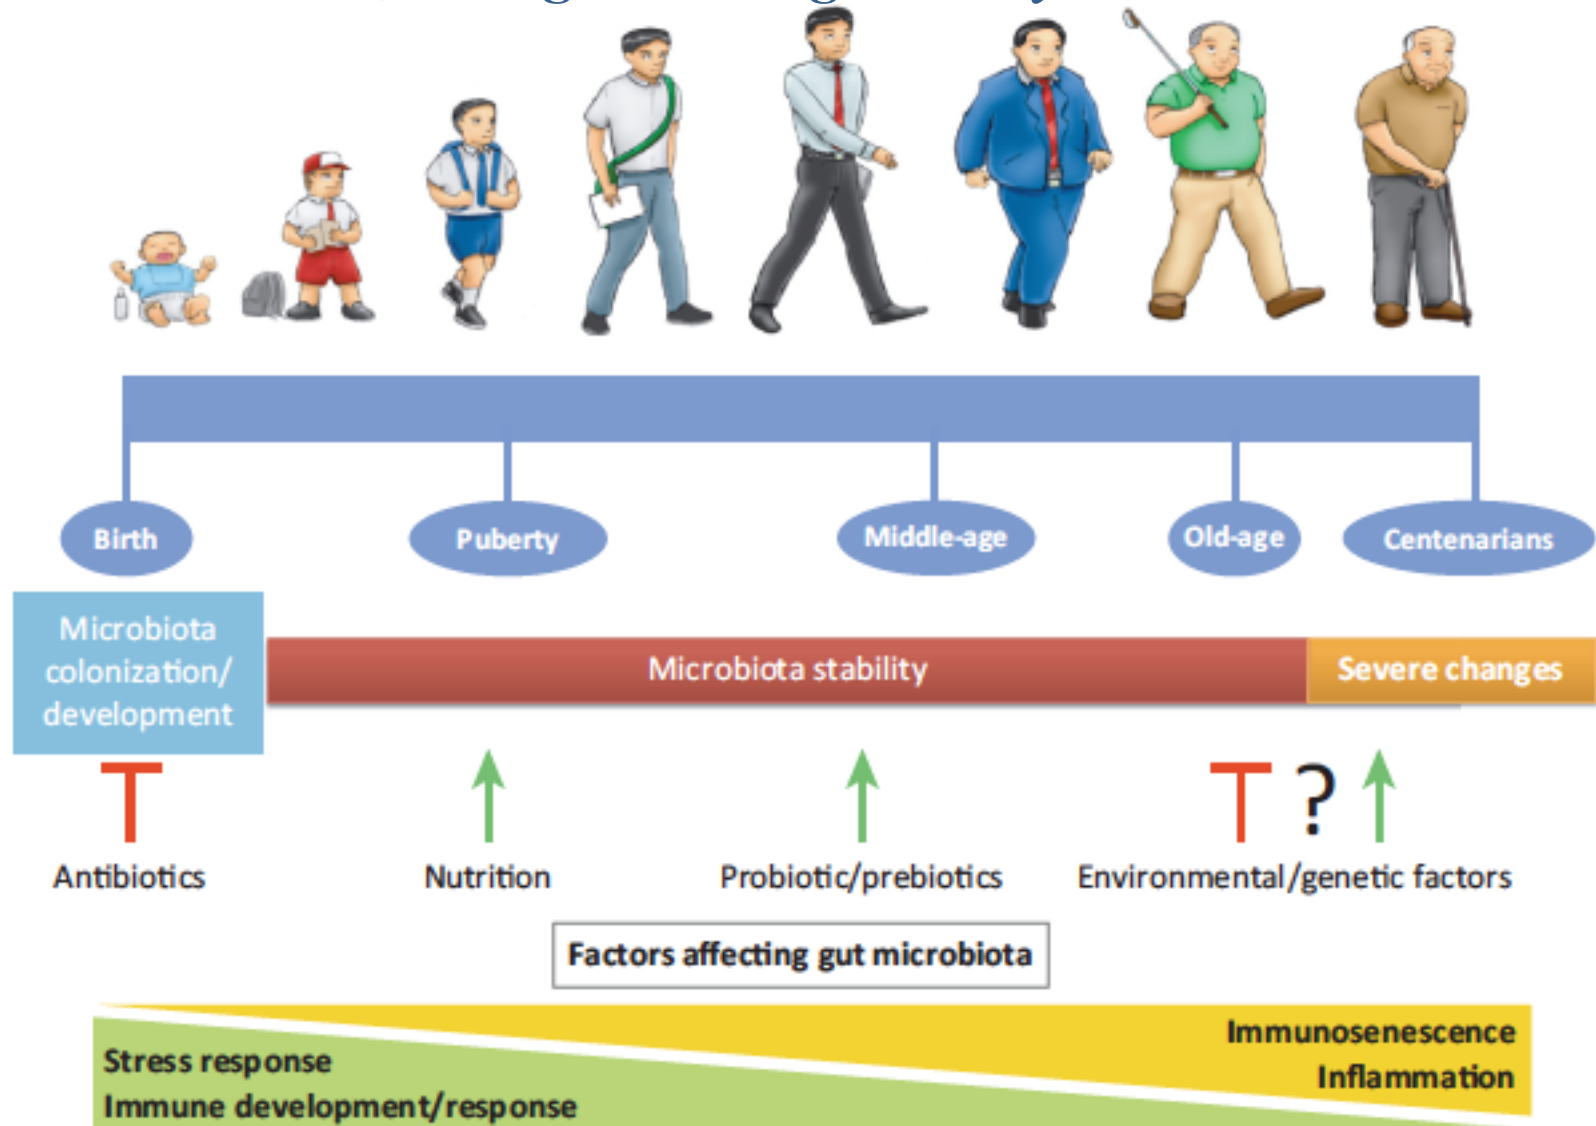 Birth
Puberty
Middle-age
Old-age
Centenarians
Microbiota
colonization/
development
Microbiota stability
Severe changes
?
Antibiotics
Nutrition
Probiotic/prebiotics
Environmental/genetic factors
Factors affecting gut microbiota
Immunosenescence
Inflammation
Stress response
Immune development/response